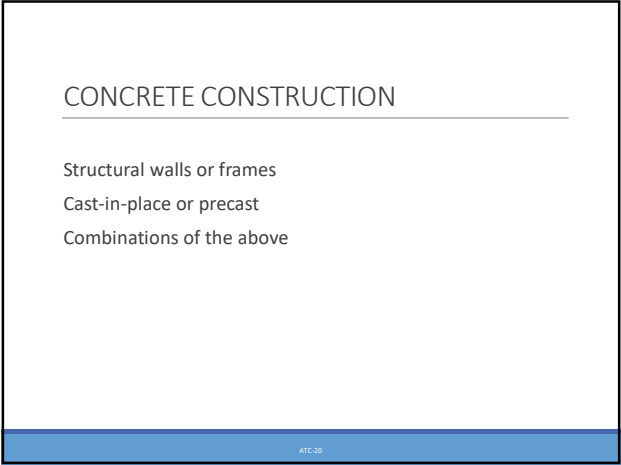 CONCRETE CONSTRUCTION
Structural walls or frames
Cast-in-place or precast
Combinations of the above
ATC-20